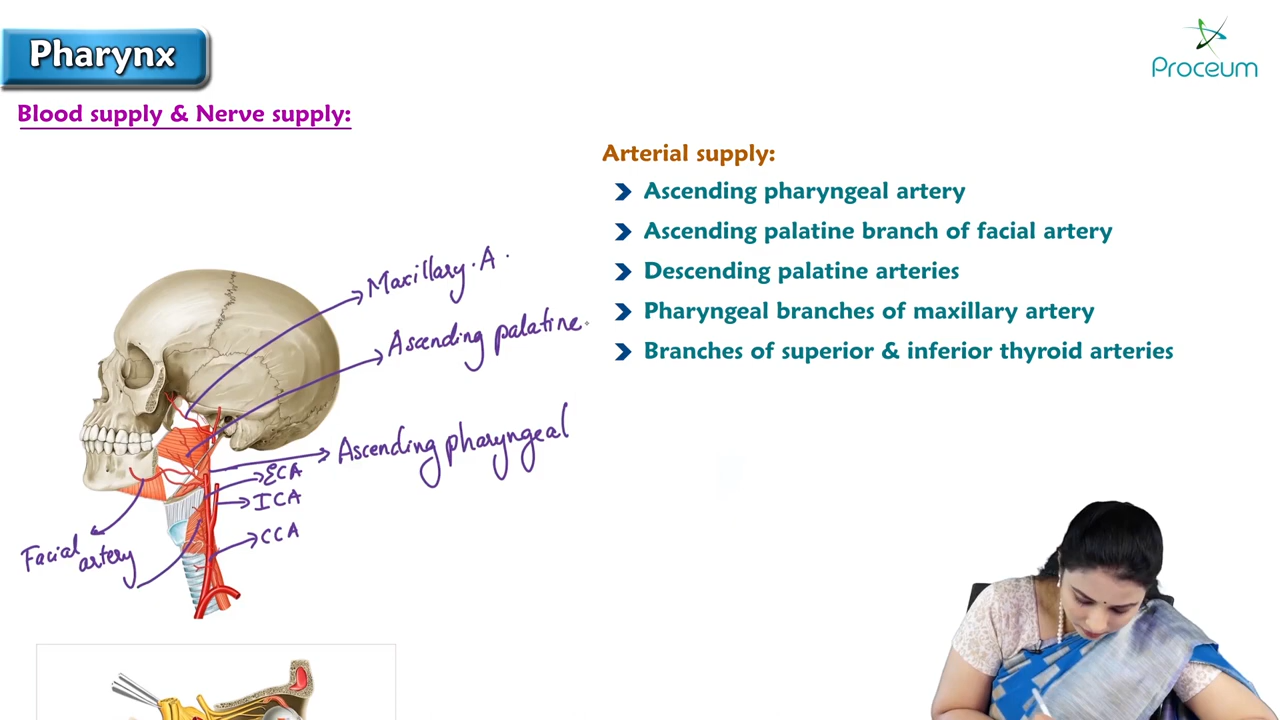 Pharynx
Proceum
Blood supply & Nerve supply:
Arterial supply:
Ascending pharyngeal artery
Ascending palatine branch of facial artery
Descending palatine arteries
Pharyngeal branches of maxillary artery
Branches of superior & inferior thyroid arteries
Maxillary. A.
Ascending palatine
Ascending pharyngeal
ECA
ICA
CCA
Facial
artery